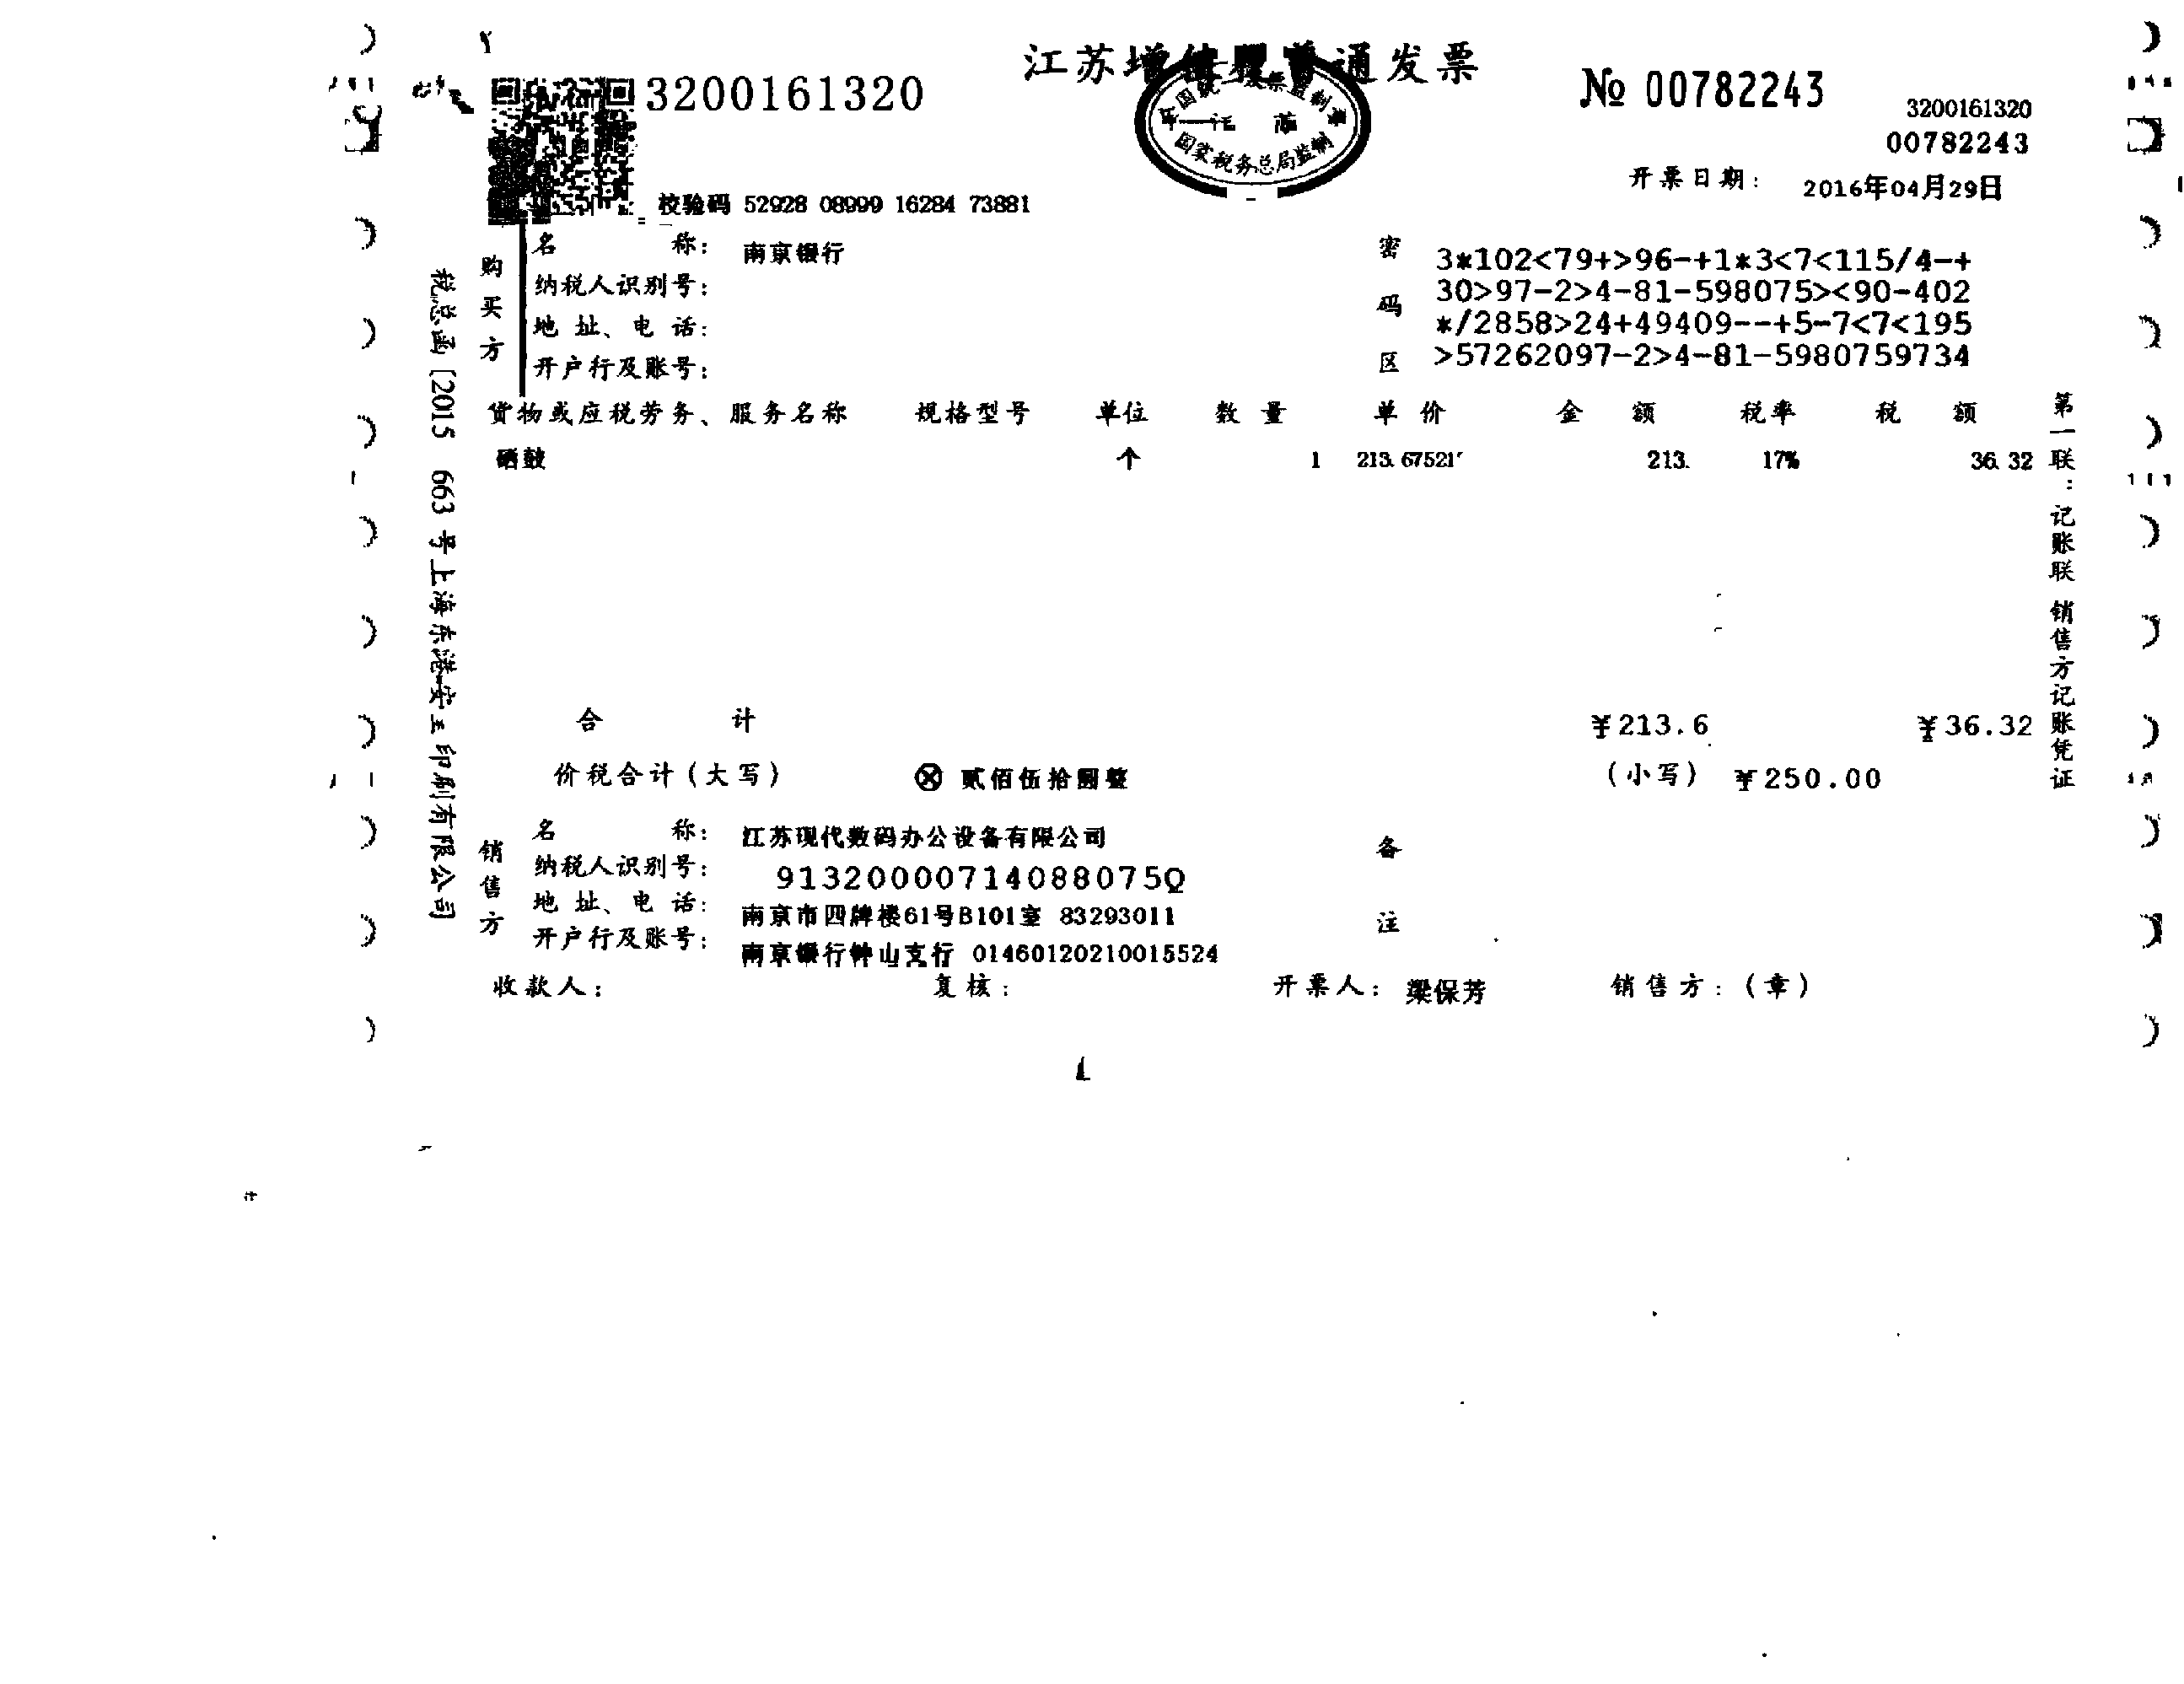 江苏增值税普通发票
3200161320
№ 00782243
3200161320
00782243
校验码 52928 08999 16284 73881
开票日期: 2016年04月29日
国家税务总局监制
购买方
名 称: 南京银行
纳税人识别号:
地 址、电 话:
开户行及账号:
密码区
3*102<79+>96-+1*3<7<115/4-+
30>97-2>4-81-598075><90-402
*/2858>24+49409--+5-7<7<195
>57262097-2>4-81-5980759734
货物或应税劳务、服务名称 规格型号 单位 数 量 单 价 金 额 税率 税 额
硒鼓 个 1 213.67521 213. 17% 36.32
合 计 ¥213.6 ¥36.32
价税合计(大写) ⊗ 贰佰伍拾圆整 (小写) ¥250.00
销售方
名 称: 江苏现代数码办公设备有限公司
纳税人识别号: 91320000714088075Q
地 址、电 话: 南京市四牌楼61号B101室 83293011
开户行及账号: 南京银行钟山支行 01460120210015524
备注
收款人: 复核: 开票人: 梁保芳 销售方:(章)
税总函 [2015 663 号上海东港安全印刷有限公司
第一联:记账联 销售方记账凭证